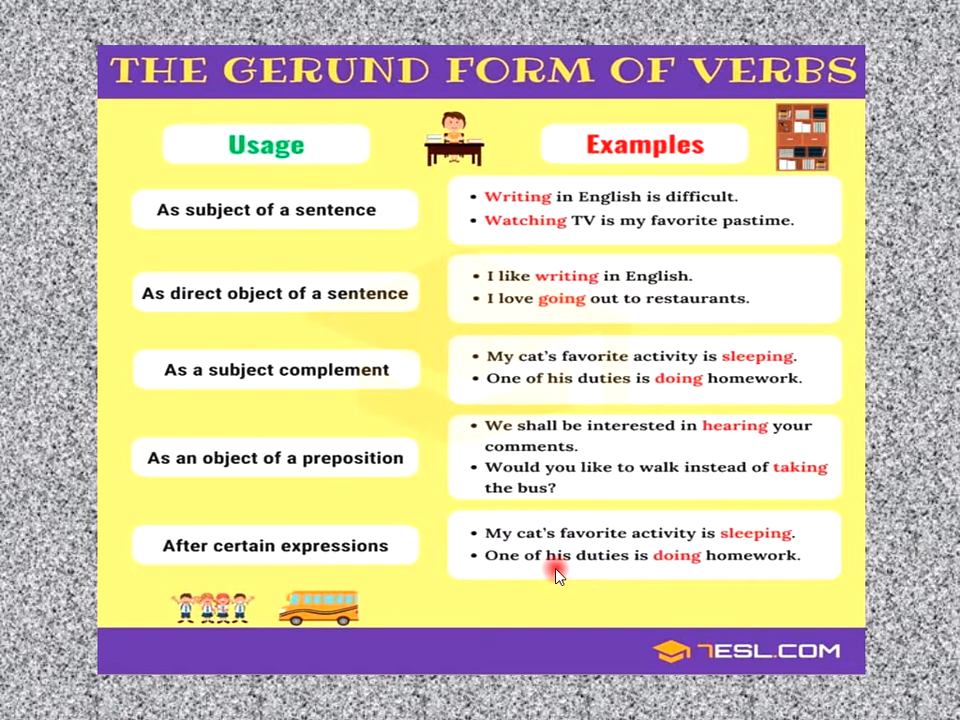 THE GERUND FORM OF VERBS
Usage
Examples
As subject of a sentence
• Writing in English is difficult.
• Watching TV is my favorite pastime.
As direct object of a sentence
• I like writing in English.
• I love going out to restaurants.
As a subject complement
• My cat's favorite activity is sleeping.
• One of his duties is doing homework.
As an object of a preposition
• We shall be interested in hearing your
comments.
• Would you like to walk instead of taking
the bus?
After certain expressions
• My cat's favorite activity is sleeping.
• One of his duties is doing homework.
7ESL.COM